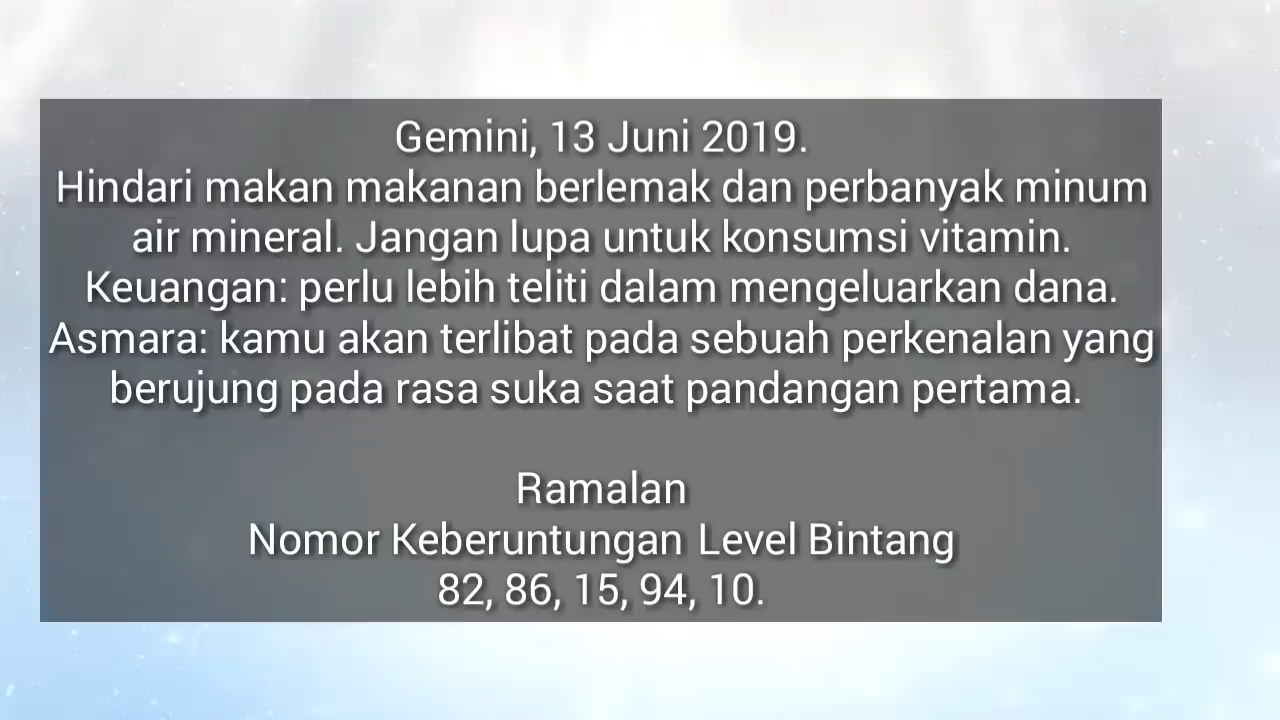 Gemini, 13 Juni 2019.
Hindari makan makanan berlemak dan perbanyak minum
air mineral. Jangan lupa untuk konsumsi vitamin.
Keuangan: perlu lebih teliti dalam mengeluarkan dana.
Asmara: kamu akan terlibat pada sebuah perkenalan yang
berujung pada rasa suka saat pandangan pertama.
Ramalan
Nomor Keberuntungan Level Bintang
82, 86, 15, 94, 10.